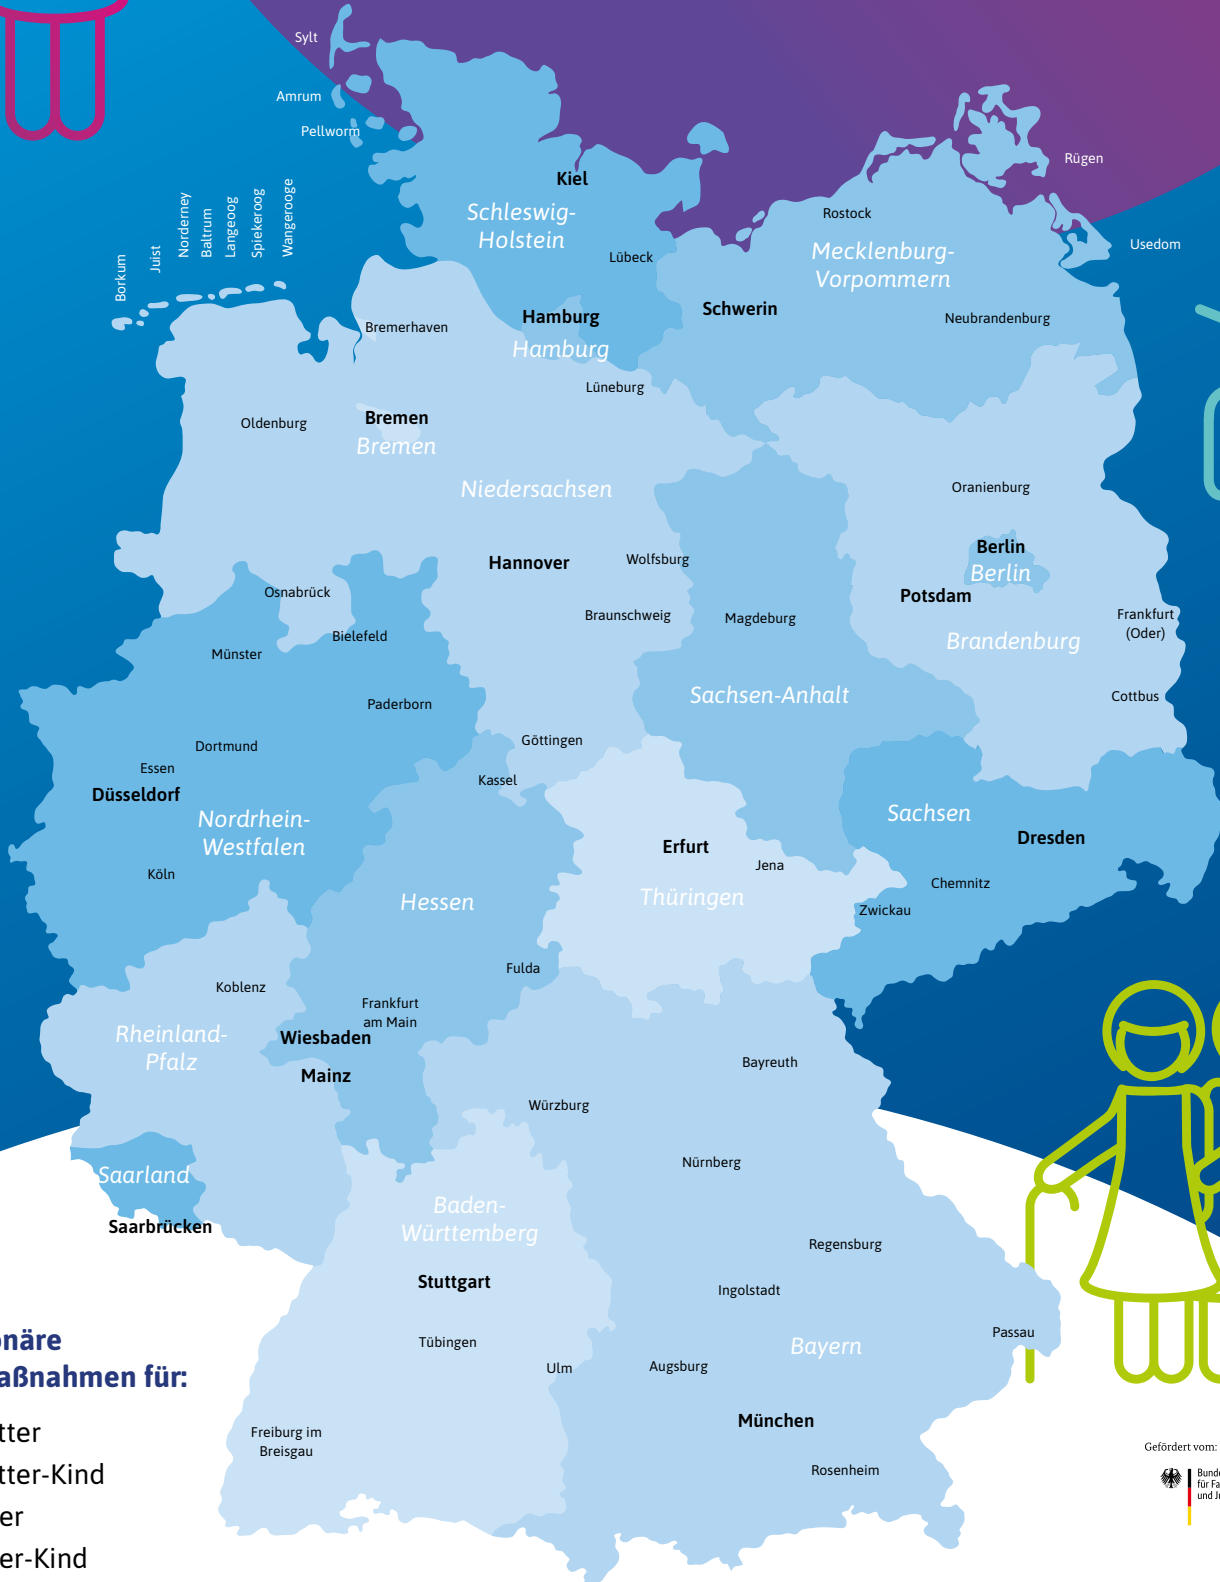 Sylt
Amrum
Pellworm
Borkum
Juist
Norderney
Baltrum
Langeoog
Spiekeroog
Wangerooge
Rügen
Usedom
Kiel
Schleswig-
Holstein
Lübeck
Rostock
Mecklenburg-
Vorpommern
Schwerin
Neubrandenburg
Hamburg
Hamburg
Bremerhaven
Lüneburg
Oldenburg
Bremen
Bremen
Niedersachsen
Oranienburg
Berlin
Berlin
Potsdam
Hannover
Wolfsburg
Osnabrück
Braunschweig
Magdeburg
Frankfurt
(Oder)
Brandenburg
Bielefeld
Münster
Sachsen-Anhalt
Cottbus
Paderborn
Dortmund
Göttingen
Essen
Kassel
Düsseldorf
Nordrhein-
Westfalen
Sachsen
Dresden
Erfurt
Jena
Köln
Chemnitz
Thüringen
Hessen
Zwickau
Fulda
Koblenz
Frankfurt
am Main
Rheinland-
Pfalz
Wiesbaden
Mainz
Bayreuth
Würzburg
Nürnberg
Saarland
Saarbrücken
Baden-
Württemberg
Regensburg
Stuttgart
Ingolstadt
Passau
Tübingen
Bayern
Ulm
Augsburg
München
Freiburg im
Breisgau
Rosenheim
onäre
aßnahmen für:
tter
tter-Kind
er
er-Kind
Gefördert vom:
Bunde
für Fa
und Ju